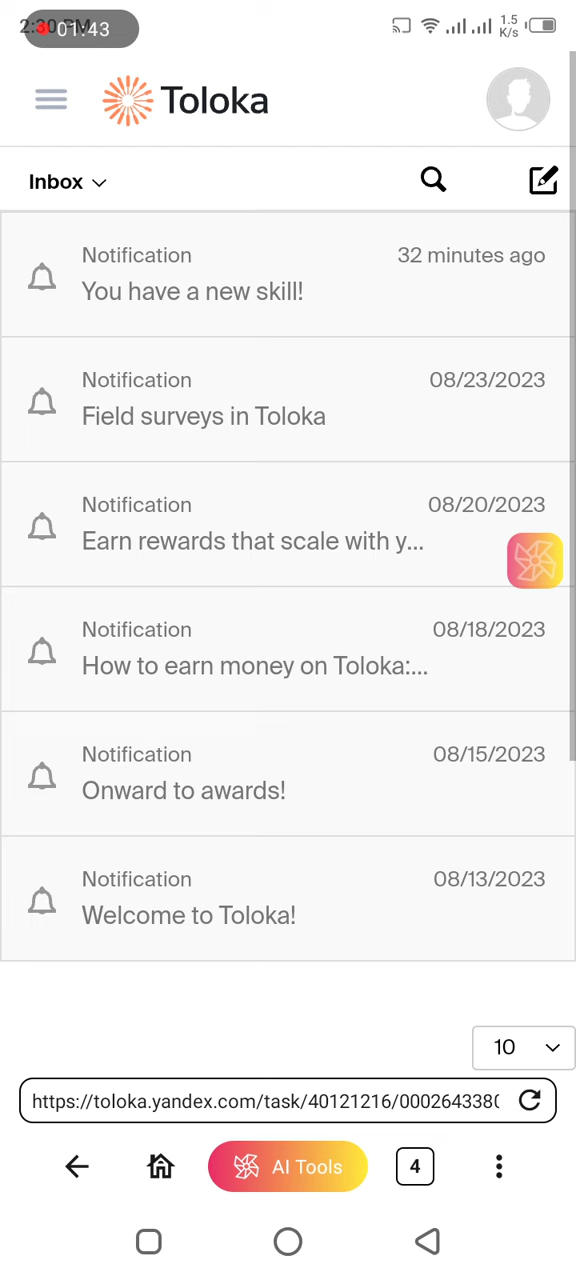 2:30 PM 01:43 1.5 K/s
Toloka
Inbox
Notification 32 minutes ago
You have a new skill!
Notification 08/23/2023
Field surveys in Toloka
Notification 08/20/2023
Earn rewards that scale with y...
Notification 08/18/2023
How to earn money on Toloka:...
Notification 08/15/2023
Onward to awards!
Notification 08/13/2023
Welcome to Toloka!
10
https://toloka.yandex.com/task/40121216/000264338
AI Tools 4